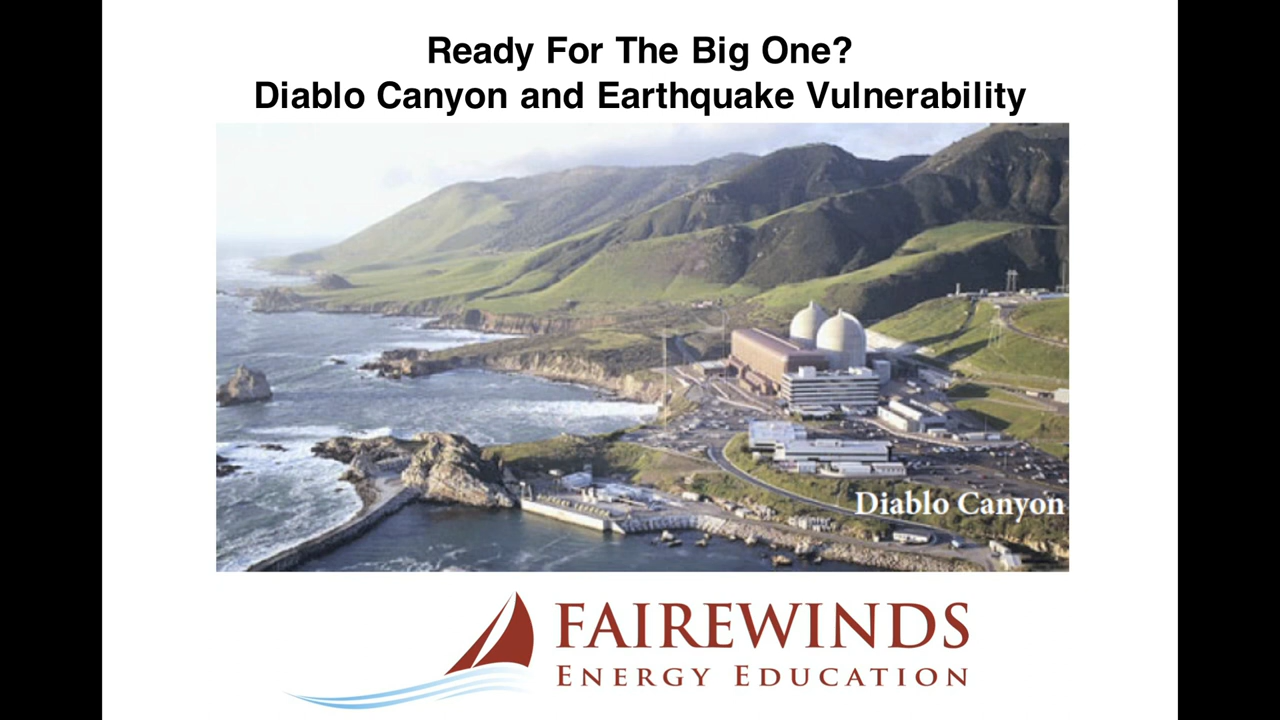 Ready For The Big One?
Diablo Canyon and Earthquake Vulnerability
Diablo Canyon
FAIREWINDS
ENERGY EDUCATION